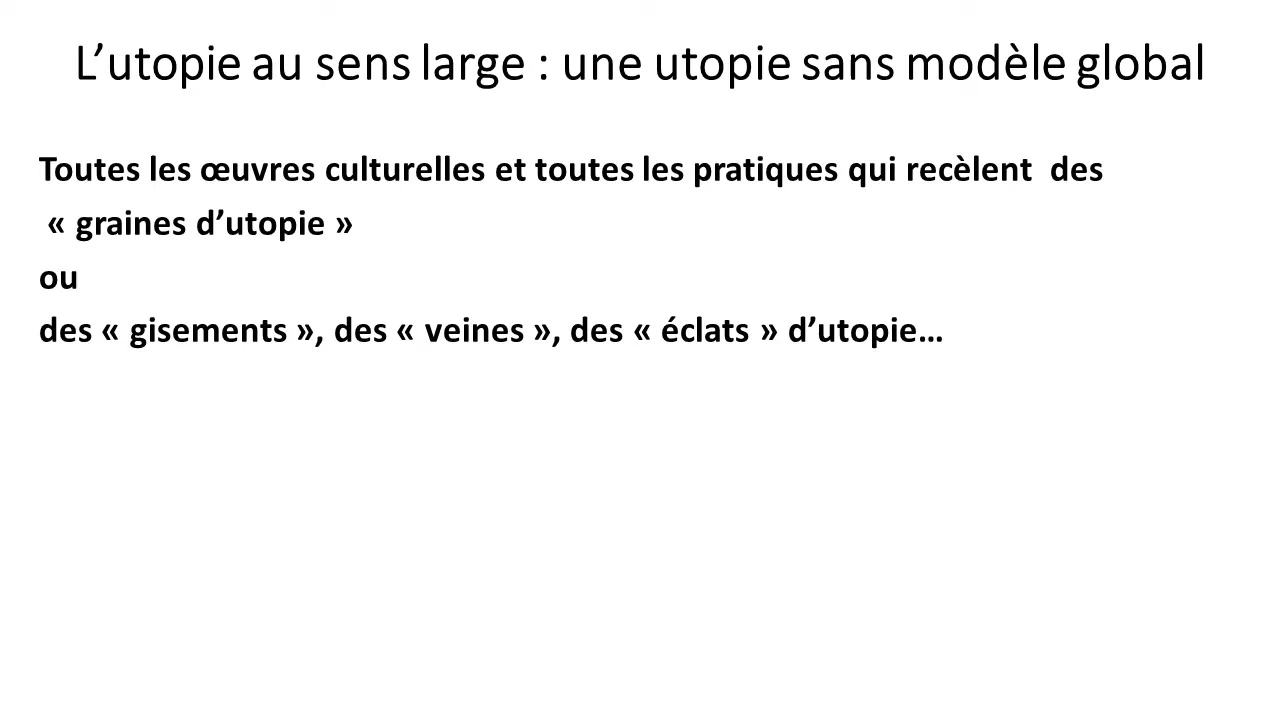 L’utopie au sens large : une utopie sans modèle global
Toutes les œuvres culturelles et toutes les pratiques qui recèlent  des
« graines d’utopie »
ou
des « gisements », des « veines », des « éclats » d’utopie…